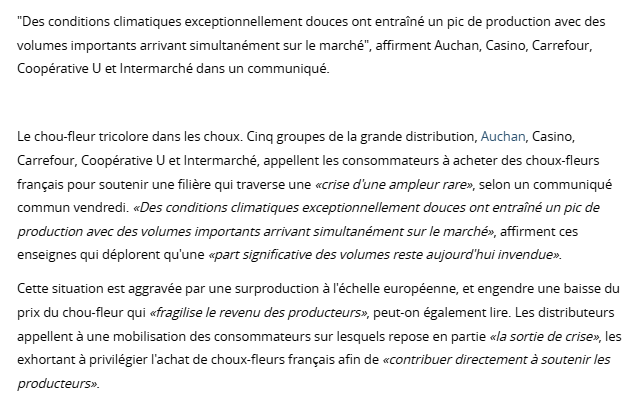 "Des conditions climatiques exceptionnellement douces ont entraîné un pic de production avec des
volumes importants arrivant simultanément sur le marché", affirment Auchan, Casino, Carrefour,
Coopérative U et Intermarché dans un communiqué.
Le chou-fleur tricolore dans les choux. Cinq groupes de la grande distribution, Auchan, Casino,
Carrefour, Coopérative U et Intermarché, appellent les consommateurs à acheter des choux-fleurs
français pour soutenir une filière qui traverse une «crise d'une ampleur rare», selon un communiqué
commun vendredi. «Des conditions climatiques exceptionnellement douces ont entraîné un pic de
production avec des volumes importants arrivant simultanément sur le marché», affirment ces
enseignes qui déplorent qu'une «part significative des volumes reste aujourd'hui invendue».
Cette situation est aggravée par une surproduction à l'échelle européenne, et engendre une baisse du
prix du chou-fleur qui «fragilise le revenu des producteurs», peut-on également lire. Les distributeurs
appellent à une mobilisation des consommateurs sur lesquels repose en partie «la sortie de crise», les
exhortant à privilégier l'achat de choux-fleurs français afin de «contribuer directement à soutenir les
producteurs».